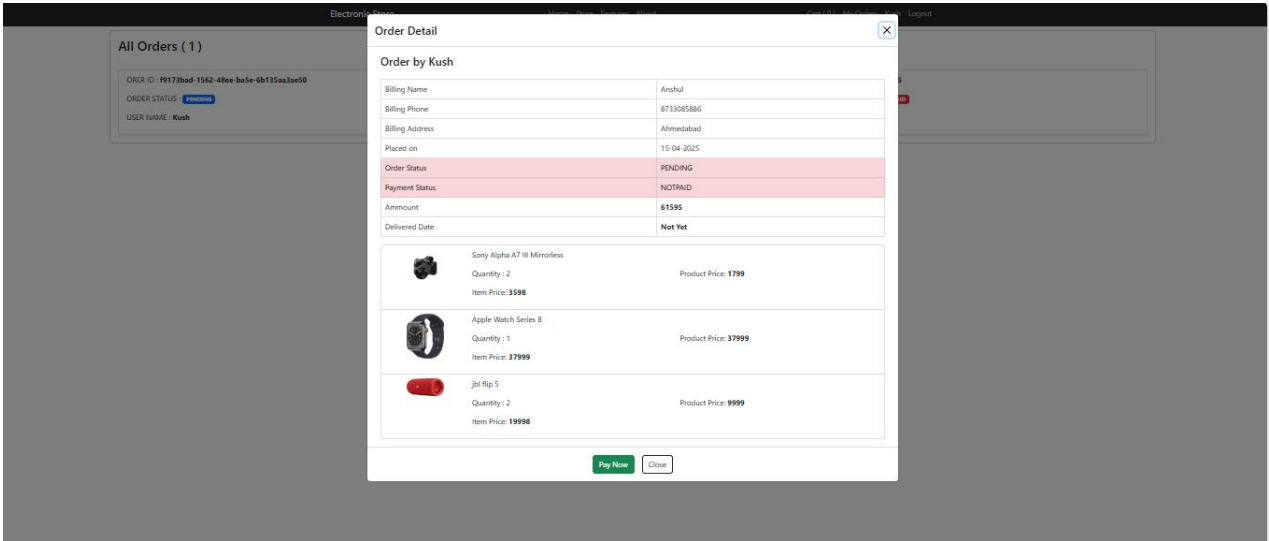 Electronic Store
Home Store Features About
Cart ( 0 ) My Orders Kush Logout
Order Detail
All Orders ( 1 )
Order by Kush
ORER ID : f9173bad-1562-48ee-ba5e-6b135aa3ae50
ORDER STATUS : PENDING
USER NAME : Kush
Billing Name Anshul
Billing Phone 8733085886
Billing Address Ahmedabad
Placed on 15-04-2025
Order Status PENDING
Payment Status NOTPAID
Ammount 61595
Delivered Date Not Yet
Sony Alpha A7 III Mirrorless
Quantity : 2 Product Price: 1799
Item Price: 3598
Apple Watch Series 8
Quantity : 1 Product Price: 37999
Item Price: 37999
jbl flip 5
Quantity : 2 Product Price: 9999
Item Price: 19998
Pay Now Close